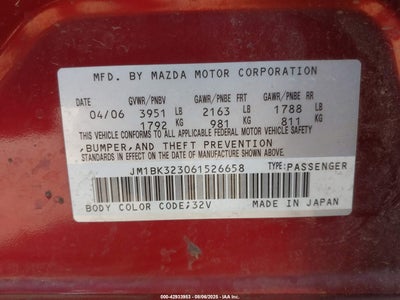 MFD. BY MAZDA MOTOR CORPORATION
GVWR/PNBV GAWR/PNBE FRT GAWR/PNBE RR
04/06 3951 LB 2163 LB 1788 LB
1792 KG 981 KG 811 KG
THIS VEHICLE CONFORMS TO ALL APPLICABLE FEDERAL MOTOR VEHICLE SAFETY
,BUMPER,AND THEFT PREVENTION
STANDARDS IN EFFECT ON THE DATE OF MANUFACTURE SHOWN ABOVE.
JM1BK323061526658 TYPE:PASSENGER
BODY COLOR CODE:32V MADE IN JAPAN
000-42933953 - 08/06/2025 - IAA Inc.